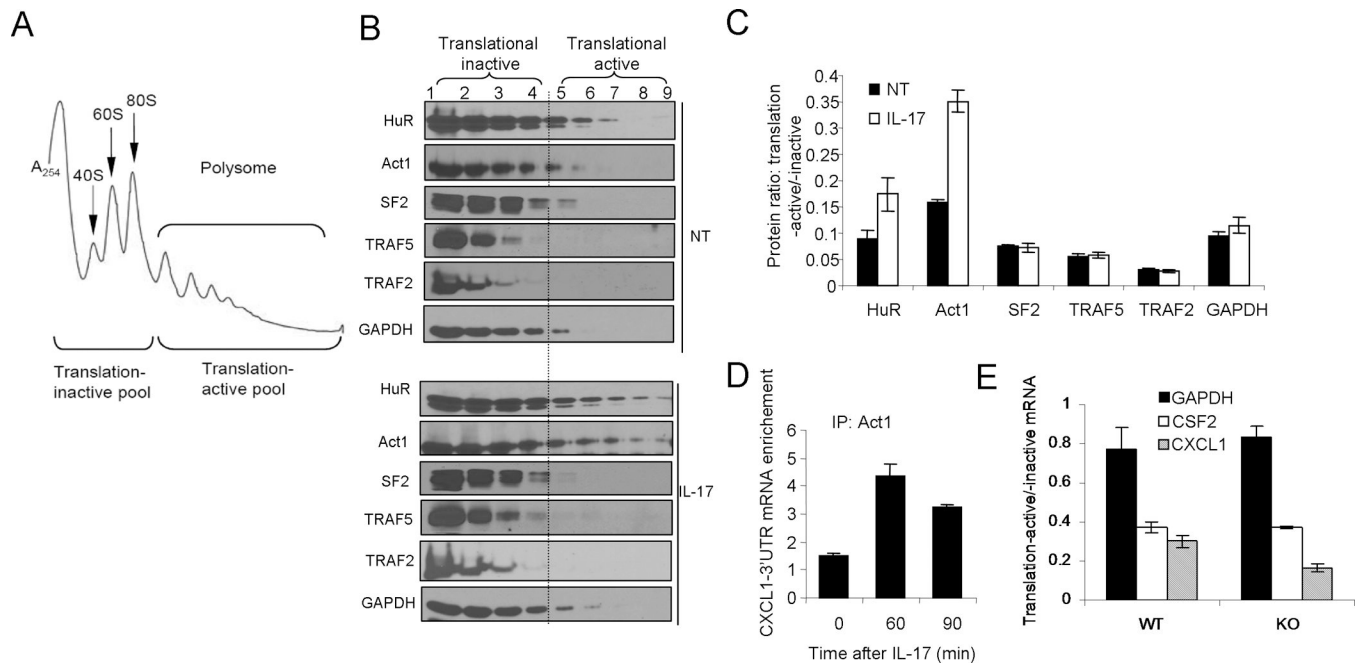 A
A254
40S
60S
80S
Polysome
Translation-
inactive pool
Translation-
active pool
B
Translational
inactive
Translational
active
1 2 3 4 5 6 7 8 9
HuR
Act1
SF2
TRAF5
TRAF2
GAPDH
NT
HuR
Act1
SF2
TRAF5
TRAF2
GAPDH
IL-17
C
Protein ratio: translation
-active/-inactive
0.4
0.35
0.3
0.25
0.2
0.15
0.1
0.05
0
NT
IL-17
HuR Act1 SF2 TRAF5 TRAF2 GAPDH
D
CXCL1-3'UTR mRNA enrichement
IP: Act1
6
5
4
3
2
1
0
0 60 90
Time after IL-17 (min)
E
Translation-active/-inactive mRNA
1
0.8
0.6
0.4
0.2
0
GAPDH
CSF2
CXCL1
WT KO